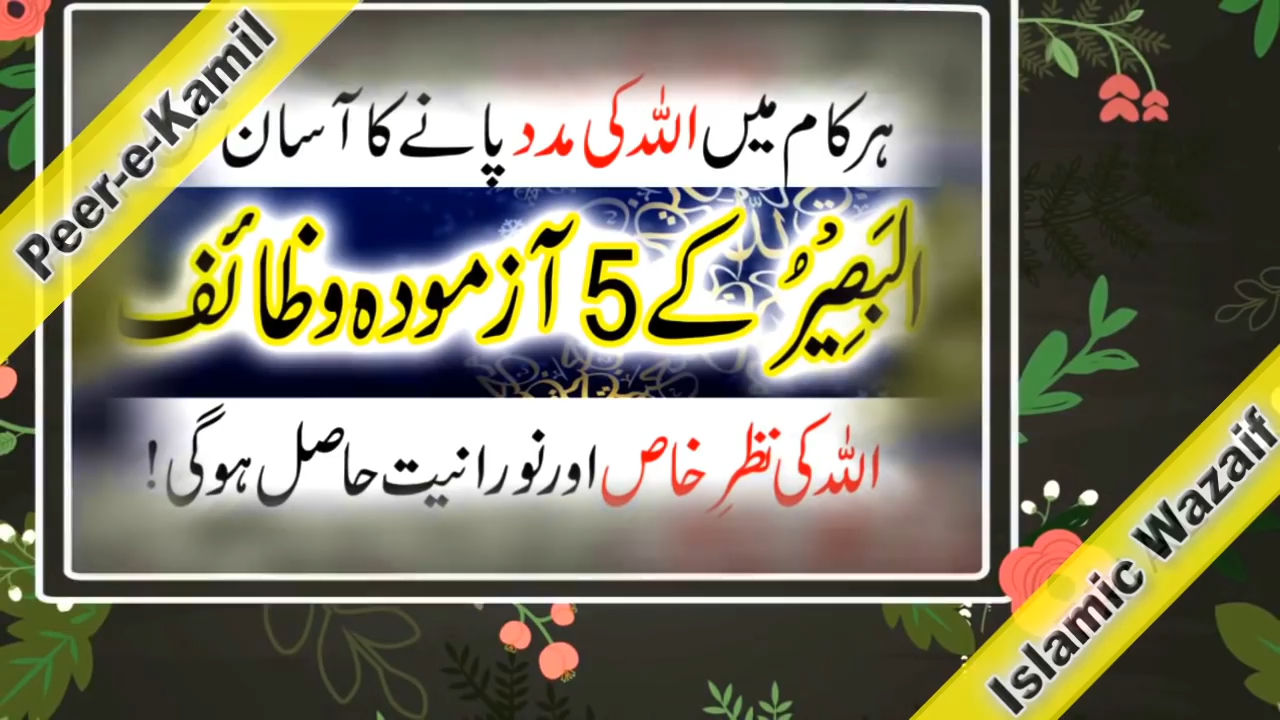 Peer-e-Kamil
ہر کام میں اللہ کی مدد پانے کا آسان
البَصِیْرُ کے 5 آزمودہ وظائف
اللہ کی نظرِ خاص اور نورانیت حاصل ہوگی!
Islamic Wazaif